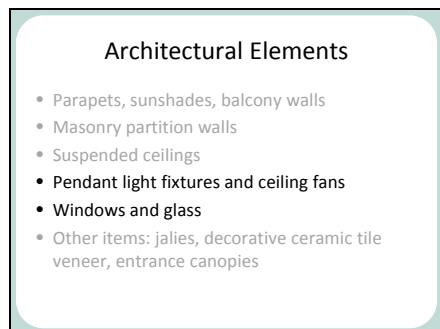 Architectural Elements
• Parapets, sunshades, balcony walls
• Masonry partition walls
• Suspended ceilings
• Pendant light fixtures and ceiling fans
• Windows and glass
• Other items: jalies, decorative ceramic tile
veneer, entrance canopies